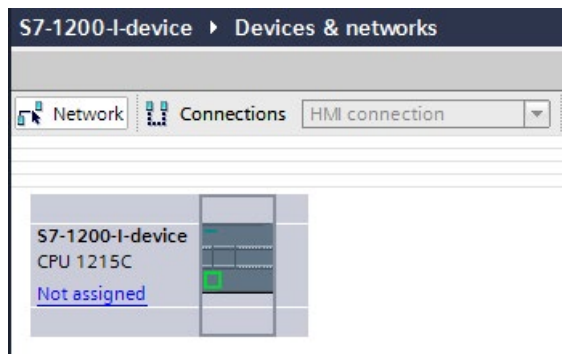 S7-1200-I-device ▸ Devices & networks
Network Connections HMI connection
S7-1200-I-device
CPU 1215C
Not assigned